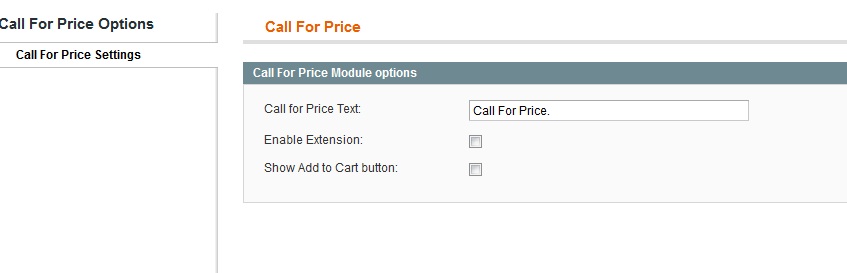 Call For Price Options
Call For Price Settings
Call For Price
Call For Price Module options
Call for Price Text:
Call For Price.
Enable Extension:
Show Add to Cart button: